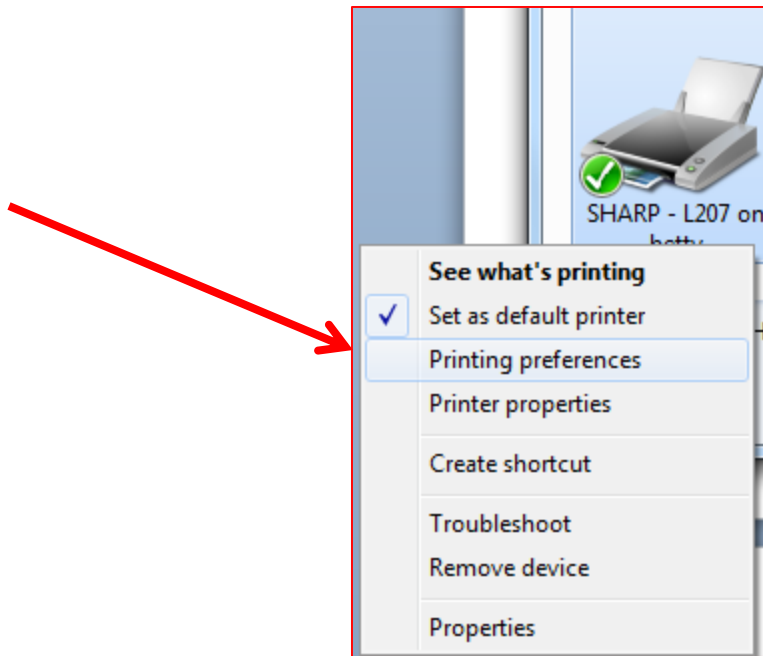 SHARP - L207 on
See what's printing
Set as default printer
Printing preferences
Printer properties
Create shortcut
Troubleshoot
Remove device
Properties